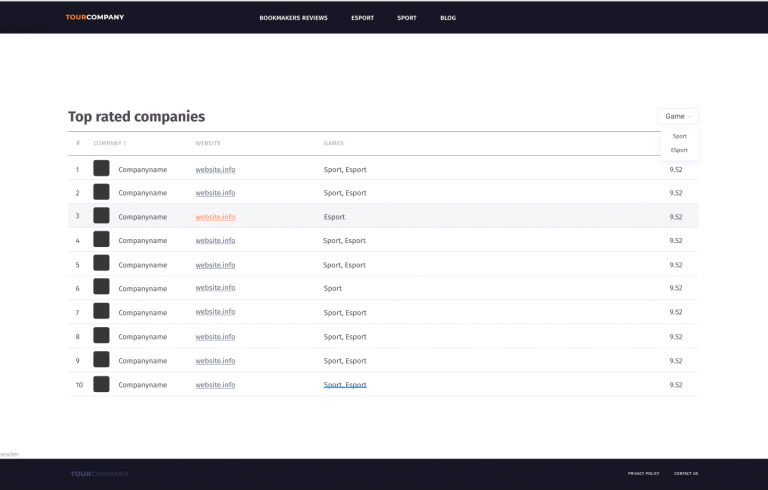 TOURCOMPANY BOOKMAKERS REVIEWS ESPORT SPORT BLOG
Top rated companies Game
Sport
# COMPANY WEBSITE GAMES
ESport
1 Companyname website.info Sport, Esport 9.52
2 Companyname website.info Sport, Esport 9.52
3 Companyname website.info Esport 9.52
4 Companyname website.info Sport, Esport 9.52
5 Companyname website.info Sport, Esport 9.52
6 Companyname website.info Sport 9.52
7 Companyname website.info Sport, Esport 9.52
8 Companyname website.info Sport, Esport 9.52
9 Companyname website.info Sport, Esport 9.52
10 Companyname website.info Sport, Esport 9.52
header
TOURCOMPANY PRIVACY POLICY CONTACT US